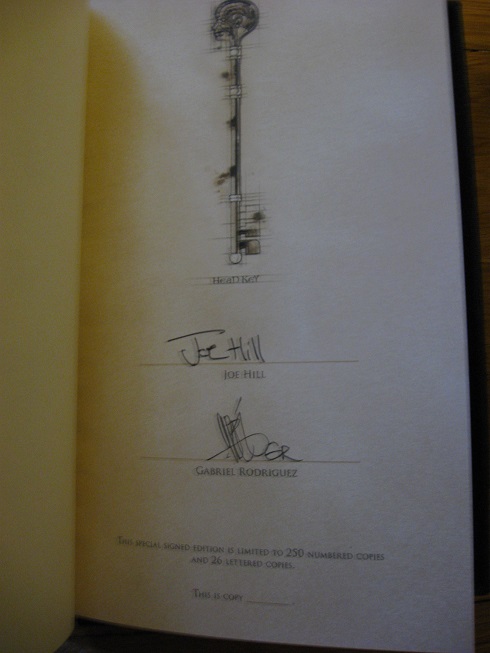 Head Key
Joe Hill
Joe Hill
Gabriel Rodriguez
This special signed edition is limited to 250 numbered copies
and 26 lettered copies.
This is copy ________.